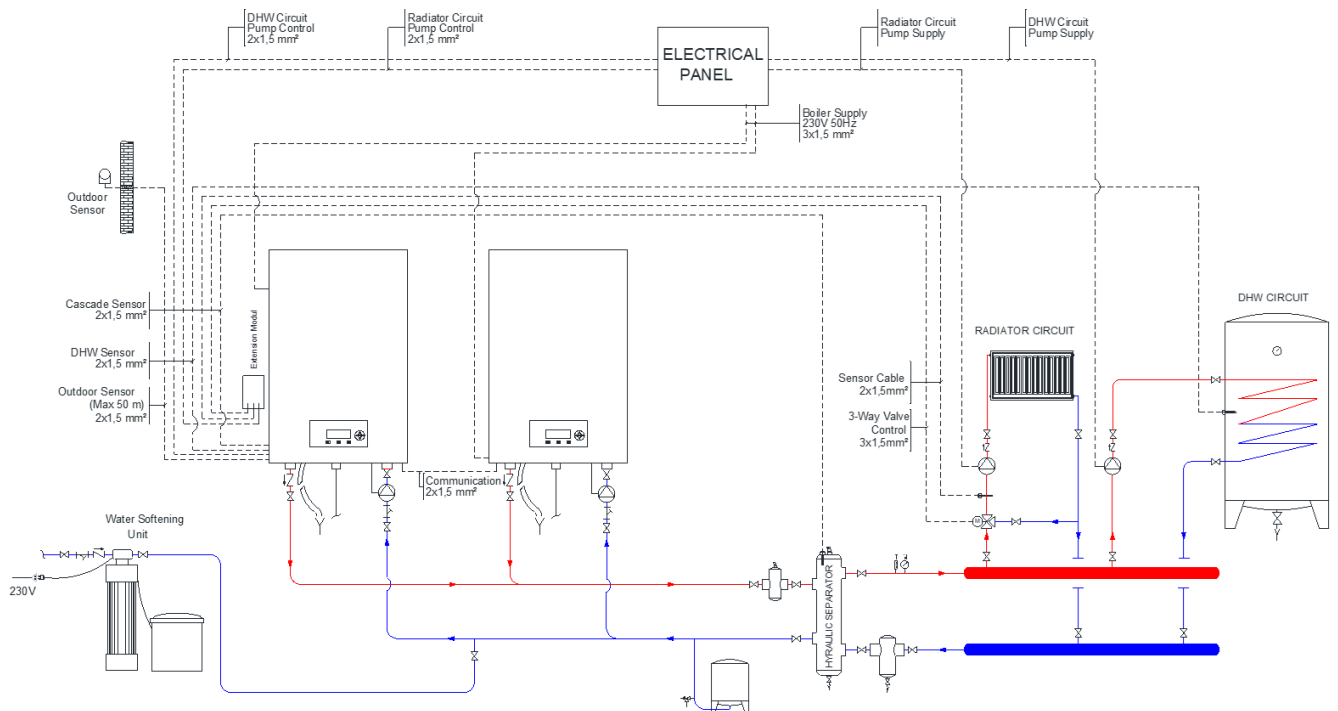 DHW Circuit
Pump Control
2x1,5 mm²
Radiator Circuit
Pump Control
2x1,5 mm²
ELECTRICAL
PANEL
Radiator Circuit
Pump Supply
DHW Circuit
Pump Supply
Boiler Supply
230V 50Hz
3x1,5 mm²
Outdoor
Sensor
Cascade Sensor
2x1,5 mm²
DHW Sensor
2x1,5 mm²
Outdoor Sensor
(Max 50 m)
2x1,5 mm²
Extension Modul
Communication
2x1,5 mm²
RADIATOR CIRCUIT
DHW CIRCUIT
Sensor Cable
2x1,5mm²
3-Way Valve
Control
3x1,5mm²
M
Water Softening
Unit
230V
HYRAULIC SEPARATOR